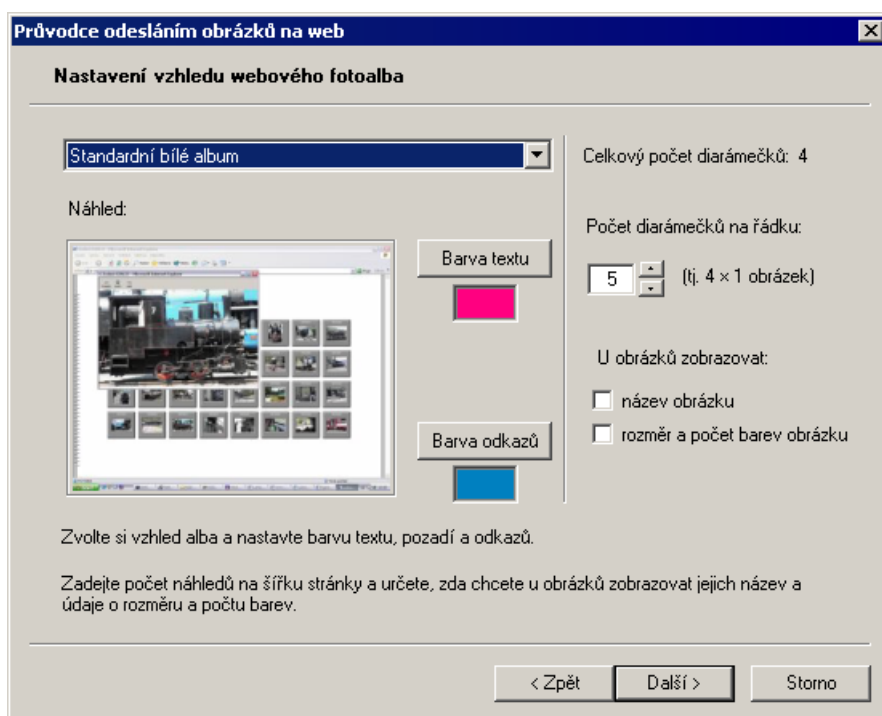 Průvodce odesláním obrázků na web
Nastavení vzhledu webového fotoalba
Standardní bílé album
Celkový počet diarámečků: 4
Náhled:
Počet diarámečků na řádku:
Barva textu
5
(tj. 4 × 1 obrázek)
U obrázků zobrazovat:
název obrázku
Barva odkazů
rozměr a počet barev obrázku
Zvolte si vzhled alba a nastavte barvu textu, pozadí a odkazů.
Zadejte počet náhledů na šířku stránky a určete, zda chcete u obrázků zobrazovat jejich název a
údaje o rozměru a počtu barev.
< Zpět
Další >
Storno